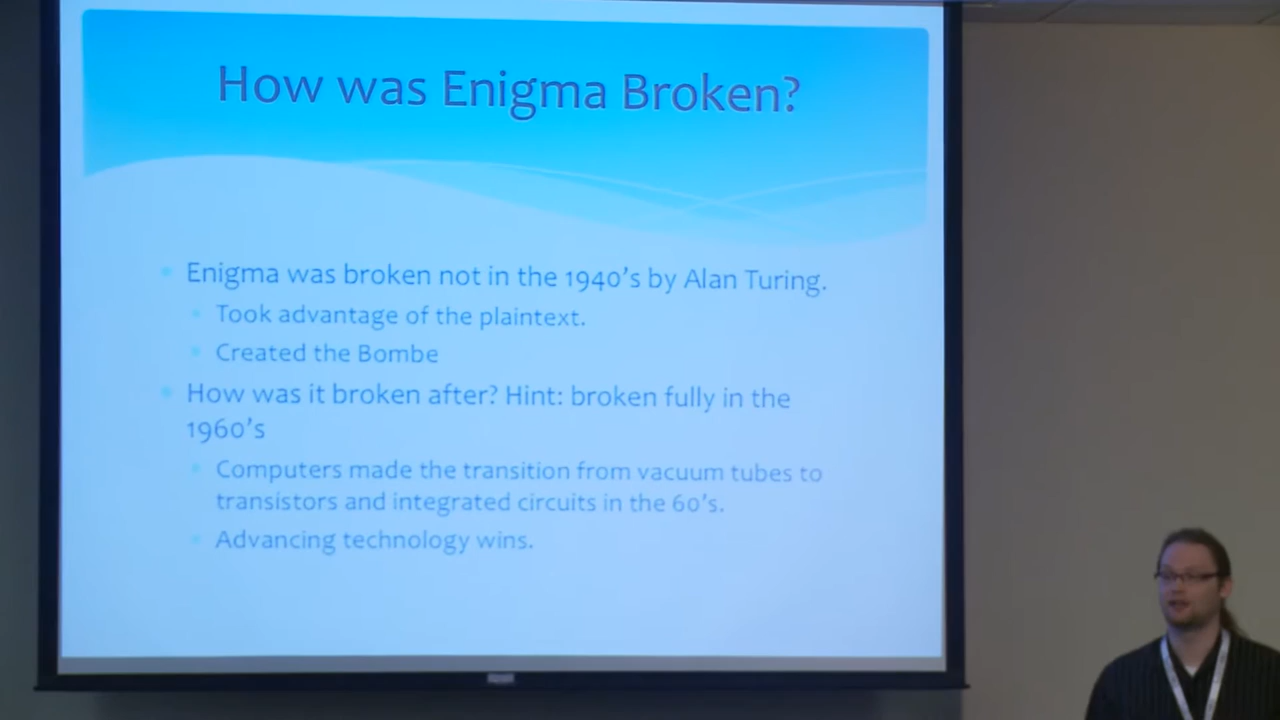 How was Enigma Broken?
Enigma was broken not in the 1940's by Alan Turing.
Took advantage of the plaintext.
Created the Bombe
How was it broken after? Hint: broken fully in the
1960's
Computers made the transition from vacuum tubes to
transistors and integrated circuits in the 60's.
Advancing technology wins.